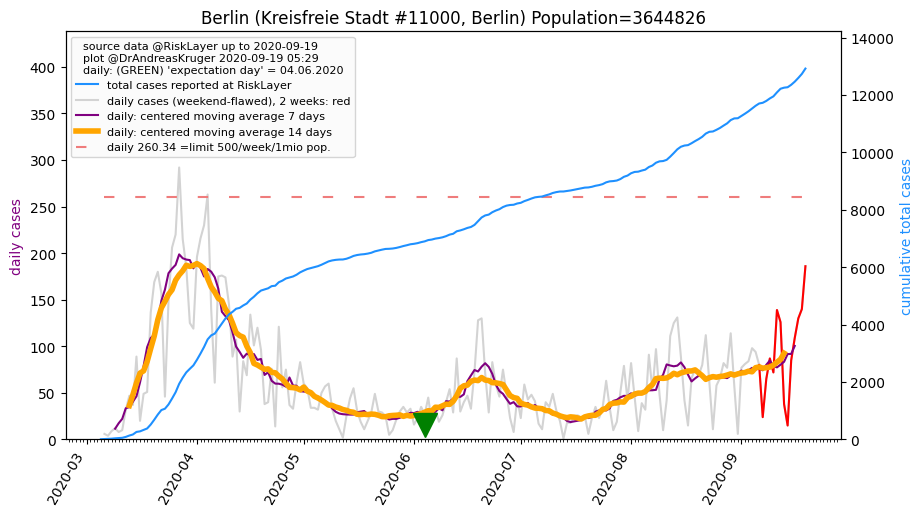 Berlin (Kreisfreie Stadt #11000, Berlin) Population=3644826
source data @RiskLayer up to 2020-09-19
plot @DrAndreasKruger 2020-09-19 05:29
daily: (GREEN) 'expectation day' = 04.06.2020
total cases reported at RiskLayer
daily cases (weekend-flawed), 2 weeks: red
daily: centered moving average 7 days
daily: centered moving average 14 days
daily 260.34 =limit 500/week/1mio pop.
daily cases
400
350
300
250
200
150
100
50
0
14000
12000
10000
8000
6000
4000
2000
0
cumulative total cases
2020-03
2020-04
2020-05
2020-06
2020-07
2020-08
2020-09